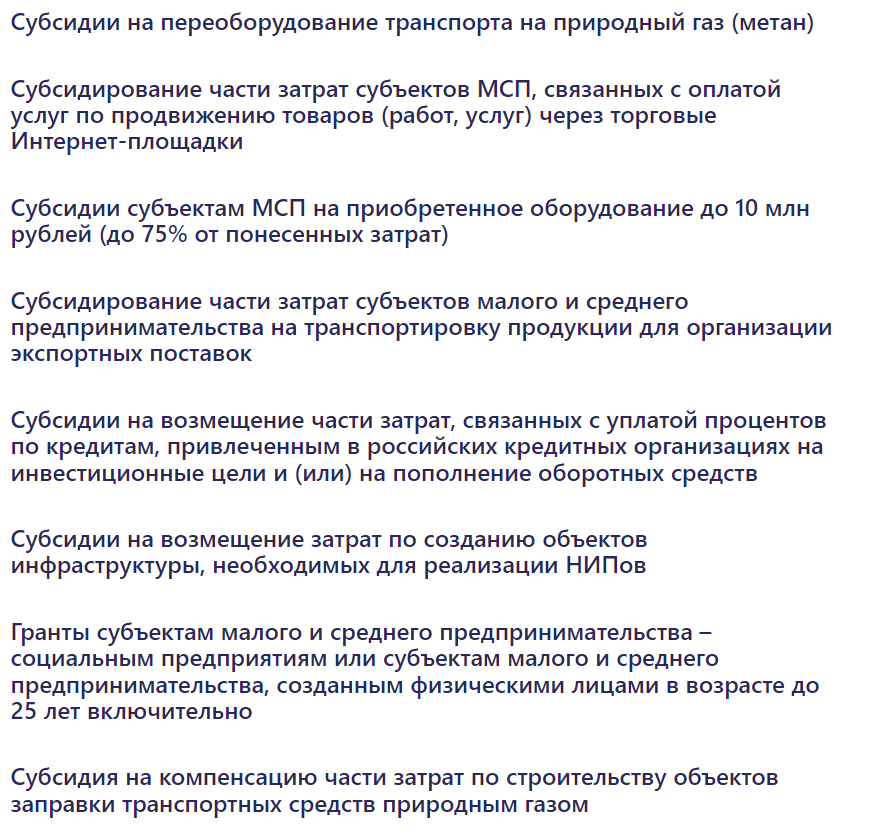 Субсидии на переоборудование транспорта на природный газ (метан)
Субсидирование части затрат субъектов МСП, связанных с оплатой
услуг по продвижению товаров (работ, услуг) через торговые
Интернет-площадки
Субсидии субъектам МСП на приобретенное оборудование до 10 млн
рублей (до 75% от понесенных затрат)
Субсидирование части затрат субъектов малого и среднего
предпринимательства на транспортировку продукции для организации
экспортных поставок
Субсидии на возмещение части затрат, связанных с уплатой процентов
по кредитам, привлеченным в российских кредитных организациях на
инвестиционные цели и (или) на пополнение оборотных средств
Субсидии на возмещение затрат по созданию объектов
инфраструктуры, необходимых для реализации НИПов
Гранты субъектам малого и среднего предпринимательства –
социальным предприятиям или субъектам малого и среднего
предпринимательства, созданным физическими лицами в возрасте до
25 лет включительно
Субсидия на компенсацию части затрат по строительству объектов
заправки транспортных средств природным газом